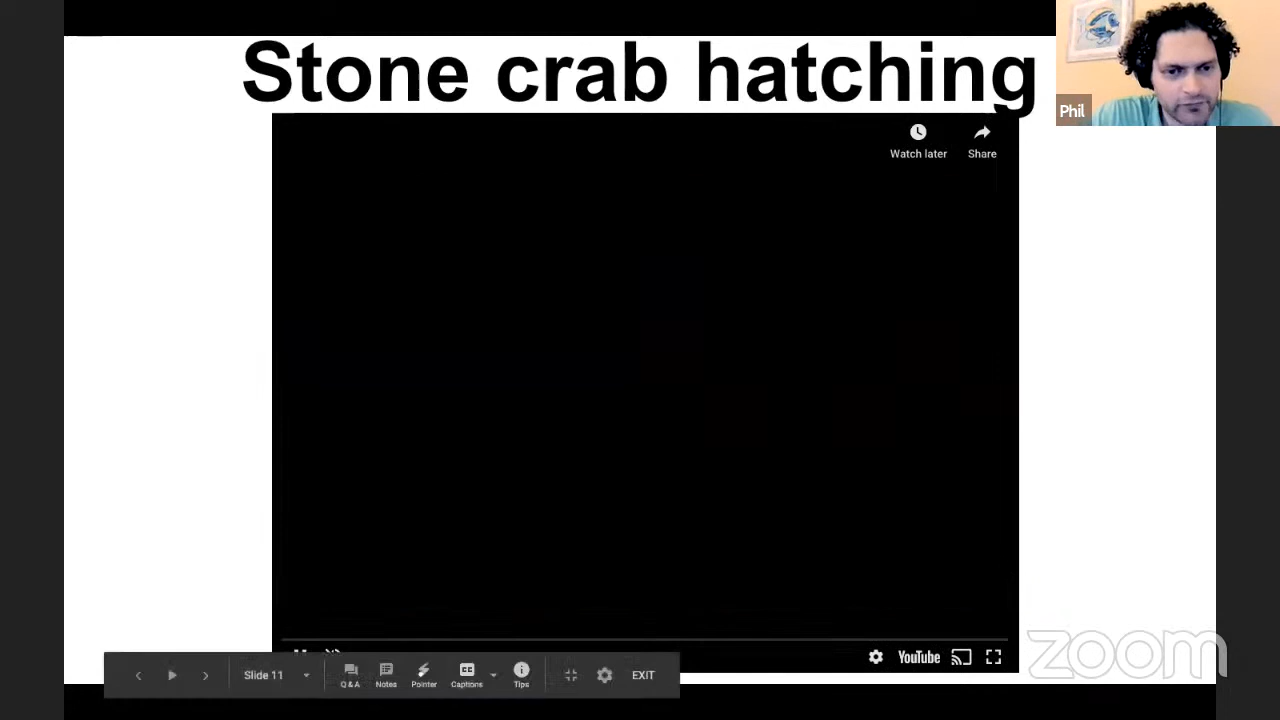 Stone crab hatching
Phil
Watch later
Share
YouTube
Slide 11
Q & A
Notes
Pointer
Captions
Tips
EXIT
zoom